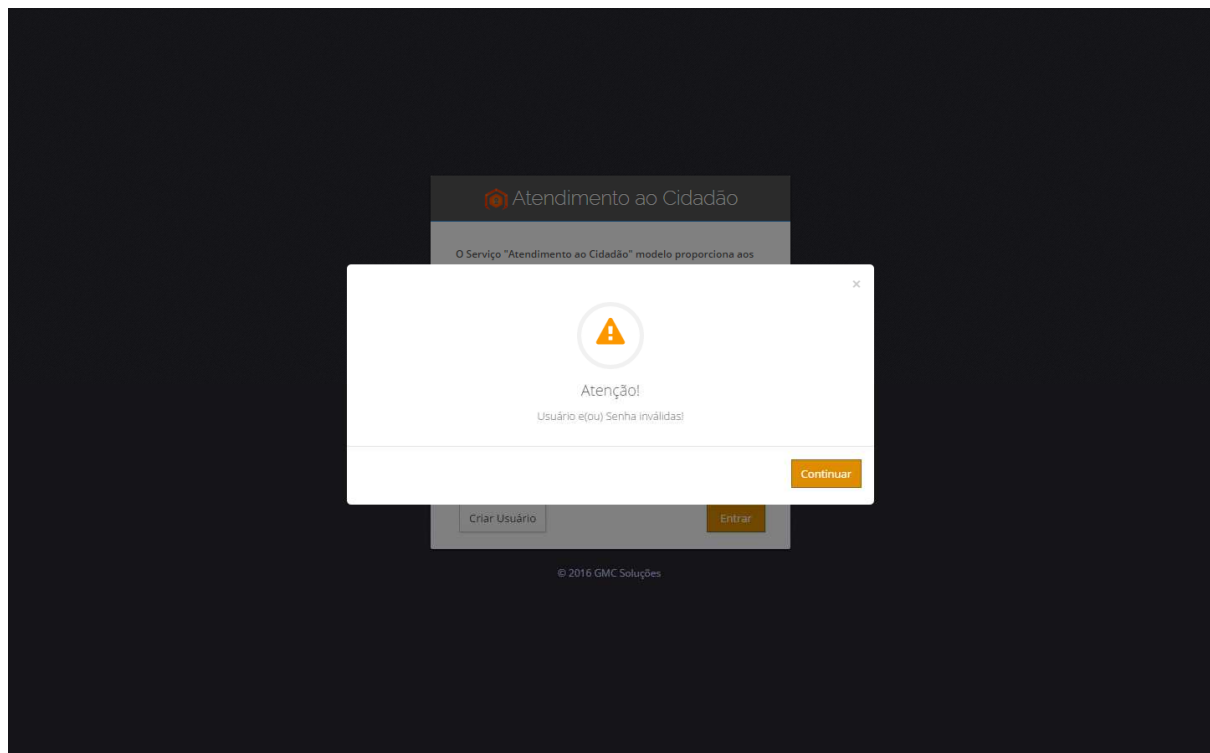 Atendimento ao Cidadão
O Serviço "Atendimento ao Cidadão" modelo proporciona aos
×
Atenção!
Usuário e(ou) Senha inválidas!
Continuar
Criar Usuário
Entrar
© 2016 GMC Soluções